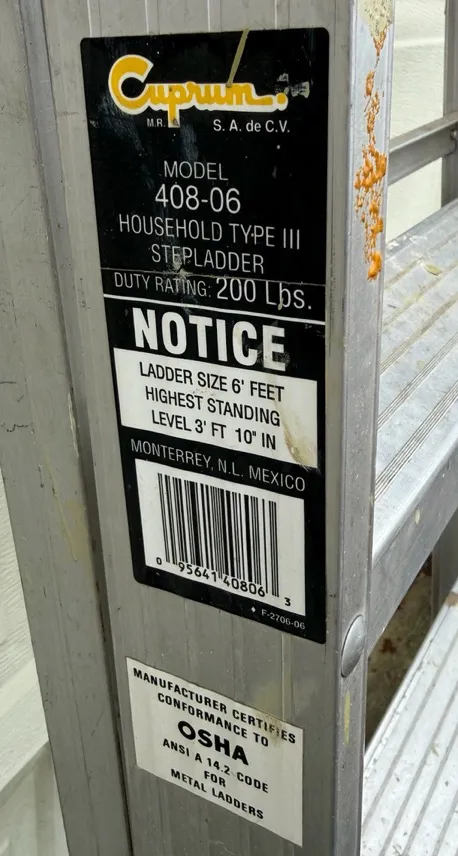 Cuprum
M.R. S. A. de C.V.
MODEL
408-06
HOUSEHOLD TYPE III
STEPLADDER
DUTY RATING: 200 Lbs.
NOTICE
LADDER SIZE 6' FEET
HIGHEST STANDING
LEVEL 3' FT 10" IN
MONTERREY, N.L. MEXICO
0 95641 40806 3
F-2706-06
MANUFACTURER CERTIFIES
CONFORMANCE TO
OSHA
ANSI A 14.2 CODE
FOR
METAL LADDERS